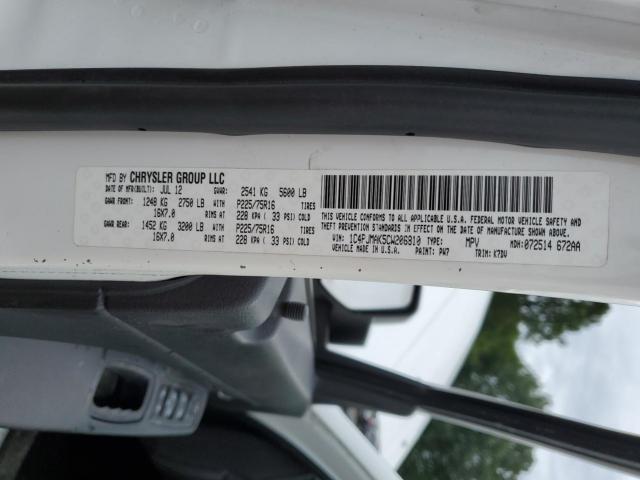 MFD BY CHRYSLER GROUP LLC
DATE OF MFR(BUILT): JUL 12 GVWR: 2541 KG 5600 LB
GAWR FRONT: 1248 KG 2750 LB WITH P225/75R16 TIRES
16X7.0 RIMS AT 228 KPA ( 33 PSI) COLD
GAWR REAR: 1452 KG 3200 LB WITH P225/75R16 TIRES
16X7.0 RIMS AT 228 KPA ( 33 PSI) COLD
THIS VEHICLE CONFORMS TO ALL APPLICABLE U.S.A. FEDERAL MOTOR VEHICLE SAFETY AND
THEFT PREVENTION STANDARDS IN EFFECT ON THE DATE OF MANUFACTURE SHOWN ABOVE.
VIN: 1C4PJMAK5CW206810 TYPE: MPV MDH: 072514 672AA
VEHICLE MADE IN U.S.A. PAINT: PW7 TRIM: K7DV